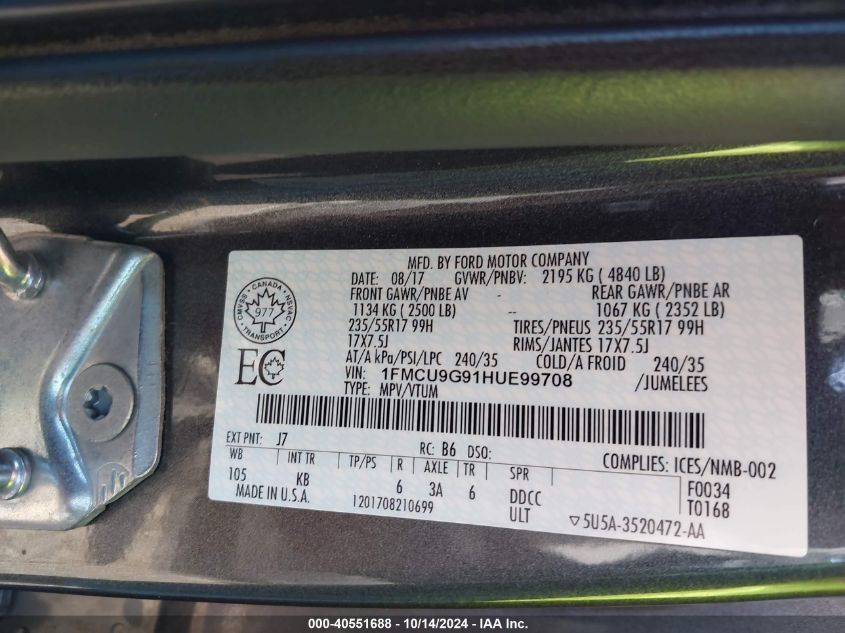 MFD. BY FORD MOTOR COMPANY
DATE: 08/17 GVWR/PNBV: 2195 KG ( 4840 LB)
FRONT GAWR/PNBE AV - REAR GAWR/PNBE AR
1134 KG ( 2500 LB) -- 1067 KG ( 2352 LB)
235/55R17 99H TIRES/PNEUS 235/55R17 99H
17X7.5J RIMS/JANTES 17X7.5J
AT/A kPa/PSI/LPC 240/35 COLD/A FROID 240/35
VIN: 1FMCU9G91HUE99708 /JUMELEES
TYPE: MPV/VTUM
CANADA
CMVSS NSVAC
977
TRANSPORT
EC
EXT PNT: J7 RC: B6 DSO: COMPLIES: ICES/NMB-002
WB INT TR TP/PS R AXLE TR SPR F0034
105 KB 6 3A 6 DDCC T0168
MADE IN U.S.A. 1201708210699 ULT ▽5U5A-3520472-AA
000-40551688 - 10/14/2024 - IAA Inc.